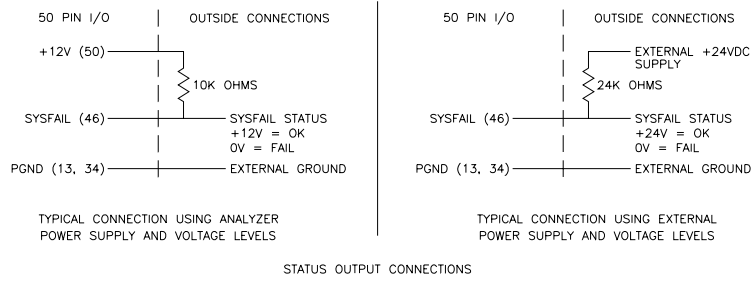 50 PIN I/O
OUTSIDE CONNECTIONS
+12V (50)
10K OHMS
SYSFAIL (46)
SYSFAIL STATUS
+12V = OK
0V = FAIL
PGND (13, 34)
EXTERNAL GROUND
TYPICAL CONNECTION USING ANALYZER
POWER SUPPLY AND VOLTAGE LEVELS
50 PIN I/O
OUTSIDE CONNECTIONS
EXTERNAL +24VDC
SUPPLY
24K OHMS
SYSFAIL (46)
SYSFAIL STATUS
+24V = OK
0V = FAIL
PGND (13, 34)
EXTERNAL GROUND
TYPICAL CONNECTION USING EXTERNAL
POWER SUPPLY AND VOLTAGE LEVELS
STATUS OUTPUT CONNECTIONS